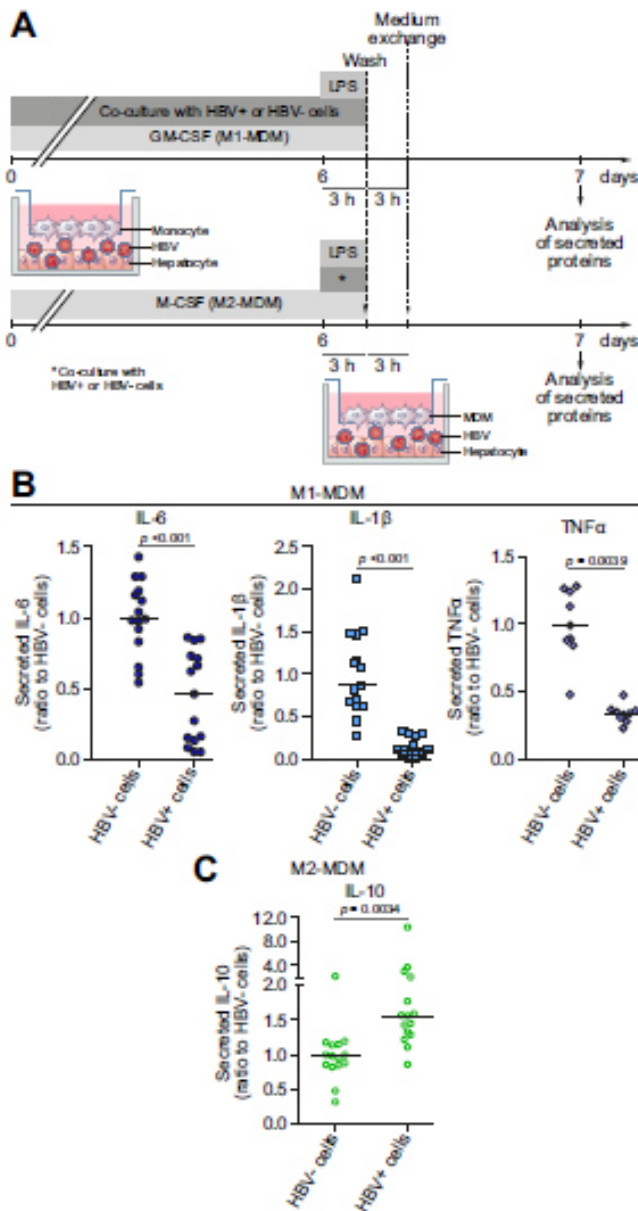 A
Medium
exchange
Wash
LPS
Co-culture with HBV+ or HBV- cells
GM-CSF (M1-MDM)
0 6 7 days
3 h 3 h
Monocyte
HBV
Hepatocyte
Analysis
of secreted
proteins
LPS
*
M-CSF (M2-MDM)
0 6 7 days
*Co-culture with
HBV+ or HBV- cells
3 h 3 h
MDM
HBV
Hepatocyte
Analysis
of secreted
proteins
B
M1-MDM
IL-6
p <0.001
Secreted IL-6
(ratio to HBV- cells)
1.5
1.0
0.5
0.0
HBV- cells
HBV+ cells
IL-1β
p <0.001
Secreted IL-1β
(ratio to HBV- cells)
2.5
2.0
1.5
1.0
0.5
0.0
HBV- cells
HBV+ cells
TNFα
p = 0.0039
Secreted TNFα
(ratio to HBV- cells)
1.5
1.0
0.5
0.0
HBV- cells
HBV+ cells
C
M2-MDM
IL-10
p = 0.0034
Secreted IL-10
(ratio to HBV- cells)
12.0
8.0
4.0
2.0
1.5
1.0
0.5
0.0
HBV- cells
HBV+ cells